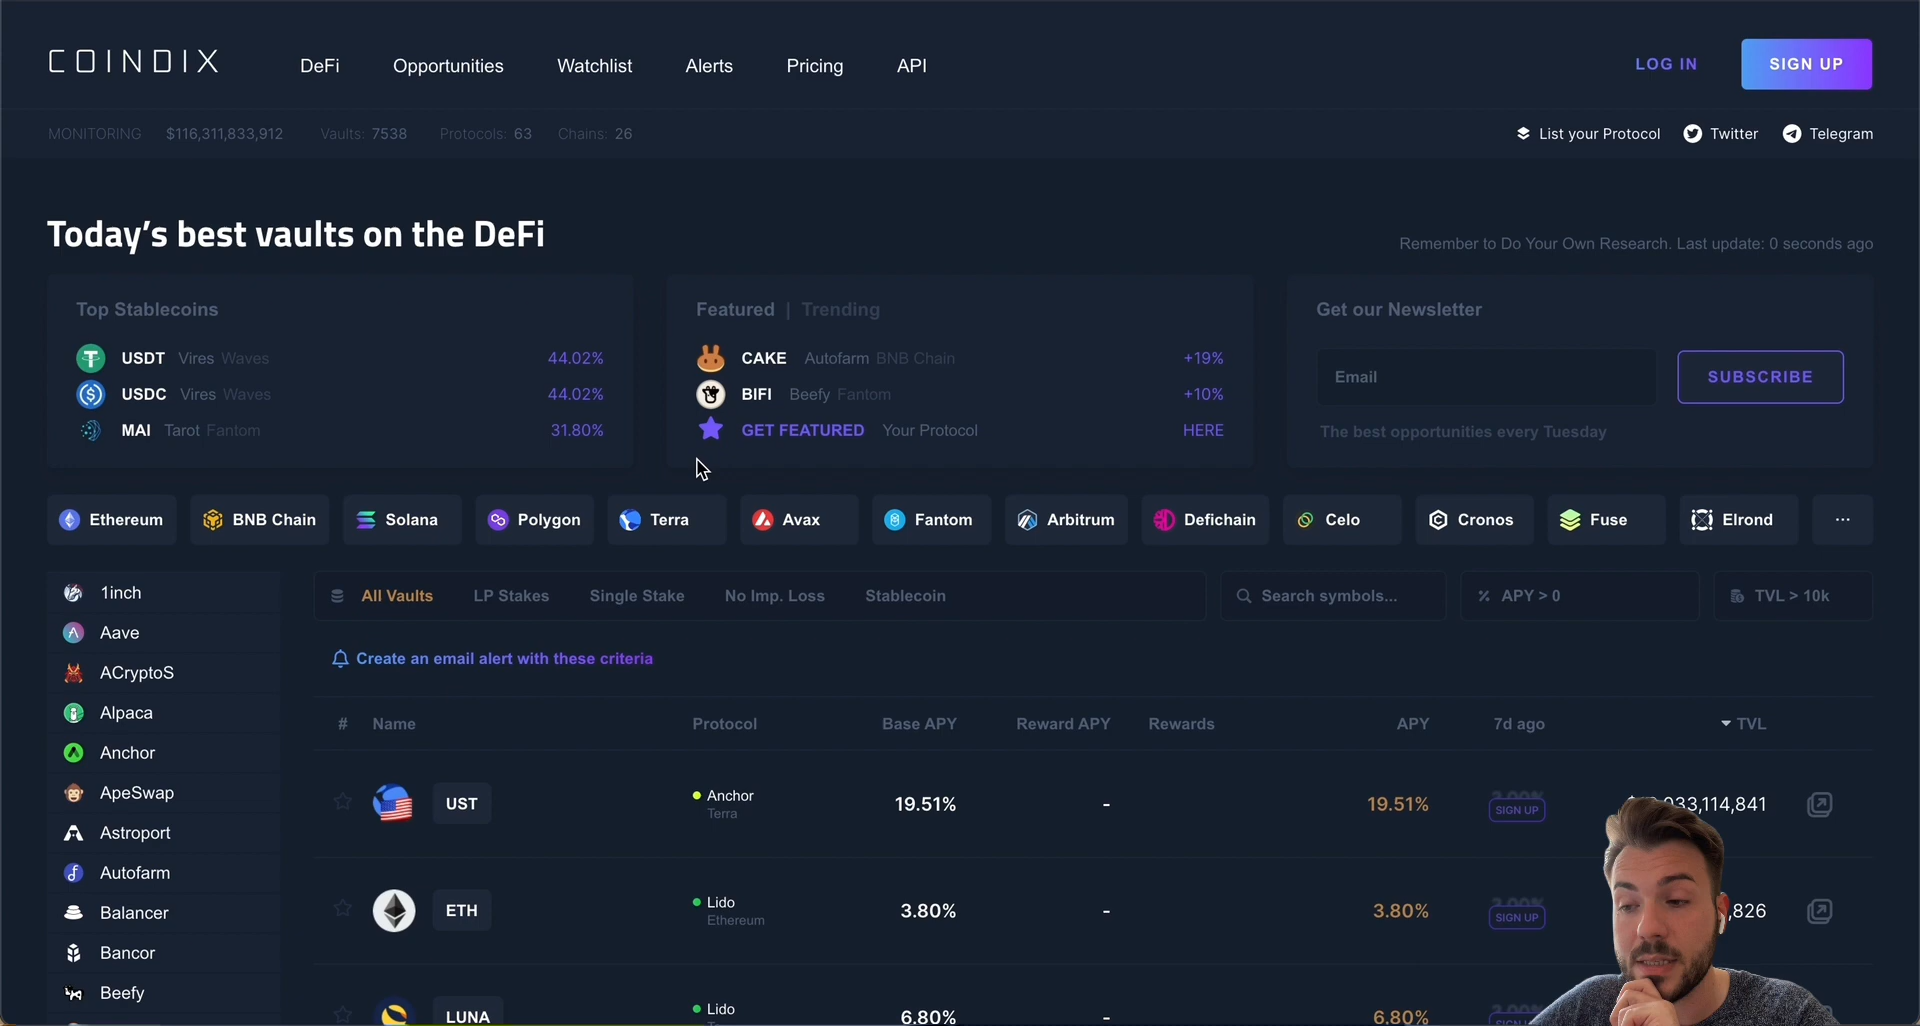 COINDIX
DeFi
Opportunities
Watchlist
Alerts
Pricing
API
LOG IN
SIGN UP
MONITORING $116,311,833,912
Vaults: 7538
Protocols: 63
Chains: 26
List your Protocol
Twitter
Telegram
Today's best vaults on the DeFi
Remember to Do Your Own Research. Last update: 0 seconds ago
Top Stablecoins
USDT Vires Waves 44.02%
USDC Vires Waves 44.02%
MAI Tarot Fantom 31.80%
Featured | Trending
CAKE Autofarm BNB Chain +19%
BIFI Beefy Fantom +10%
GET FEATURED Your Protocol HERE
Get our Newsletter
Email
SUBSCRIBE
The best opportunities every Tuesday
Ethereum
BNB Chain
Solana
Polygon
Terra
Avax
Fantom
Arbitrum
Defichain
Celo
Cronos
Fuse
Elrond
...
1inch
Aave
ACryptoS
Alpaca
Anchor
ApeSwap
Astroport
Autofarm
Balancer
Bancor
Beefy
All Vaults
LP Stakes
Single Stake
No Imp. Loss
Stablecoin
Search symbols...
% APY > 0
TVL > 10k
Create an email alert with these criteria
# Name Protocol Base APY Reward APY Rewards APY 7d ago TVL
UST Anchor 19.51% - 19.51% SIGN UP 033,114,841
Terra
ETH Lido 3.80% - 3.80% SIGN UP ,826
Ethereum
LUNA Lido 6.80% - 6.80%